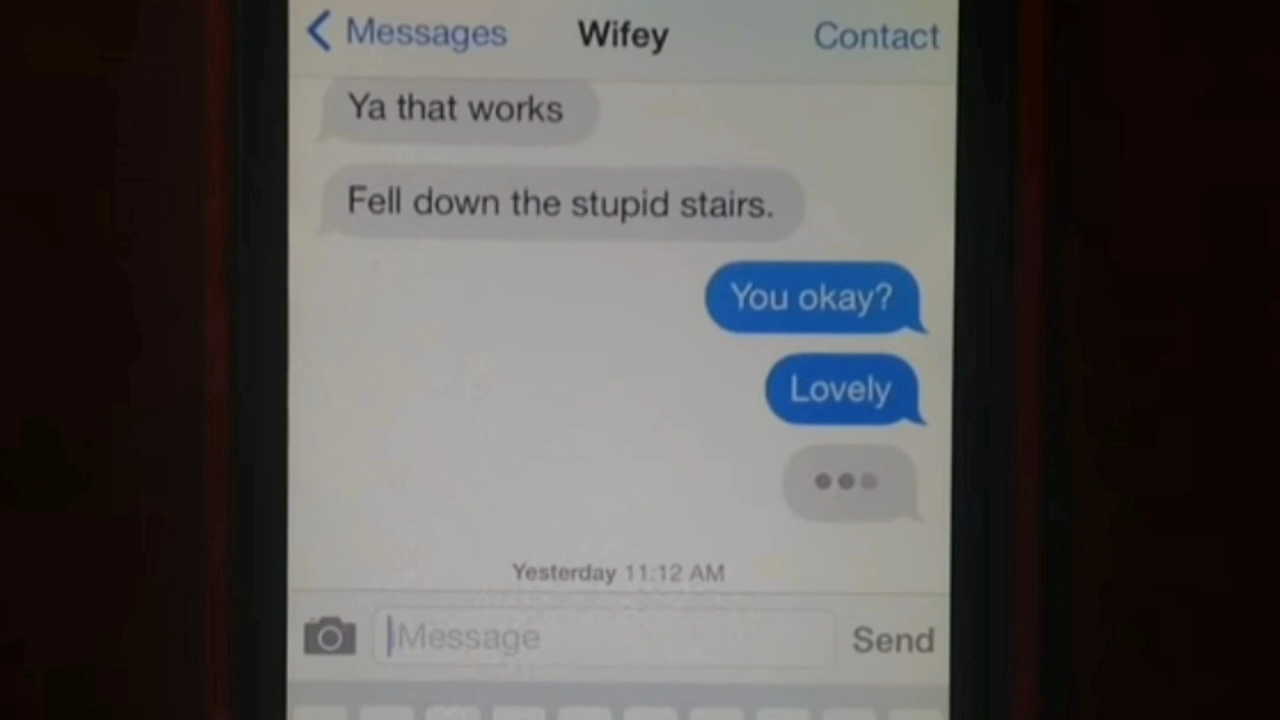 Messages Wifey Contact
Ya that works
Fell down the stupid stairs.
You okay?
Lovely
Yesterday 11:12 AM
iMessage Send